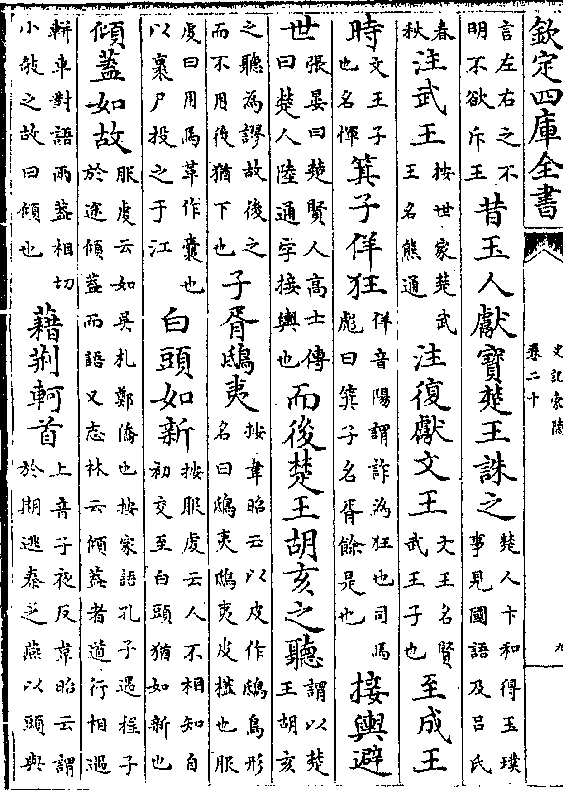 欽定四庫全書
史記索隱
卷二十
九
言左右之不明不欲斥王昔玉人獻寶楚王誅之楚人卞和得玉璞事見國語及吕氏
春秋注武王按世家楚武王名熊通注復獻文王文王名賢武王子也至成王
時文王子也名惲箕子佯狂佯音陽謂詐為狂也司馬彪曰箕子名胥餘是也接輿避
世張晏曰楚賢人高士傳曰楚人陸通字接輿也而後楚王胡亥之聽謂以楚王胡亥
之聽為謬故後之而不用後猶下也子胥鴟夷按韋昭云以皮作鴟鳥形名曰鴟夷鴟夷皮榼也服
虔曰用馬革作囊也以裹尸投之于江白頭如新按服虔云人不相知自初交至白頭猶如新也
傾蓋如故服虔云如吳札鄭僑也按家語孔子遇程子於途傾蓋而語又志林云傾蓋者道行相遇
軿車對語兩蓋相切小敧之故曰傾也藉荆軻首上音子夜反韋昭云謂於期逃秦之燕以頭與